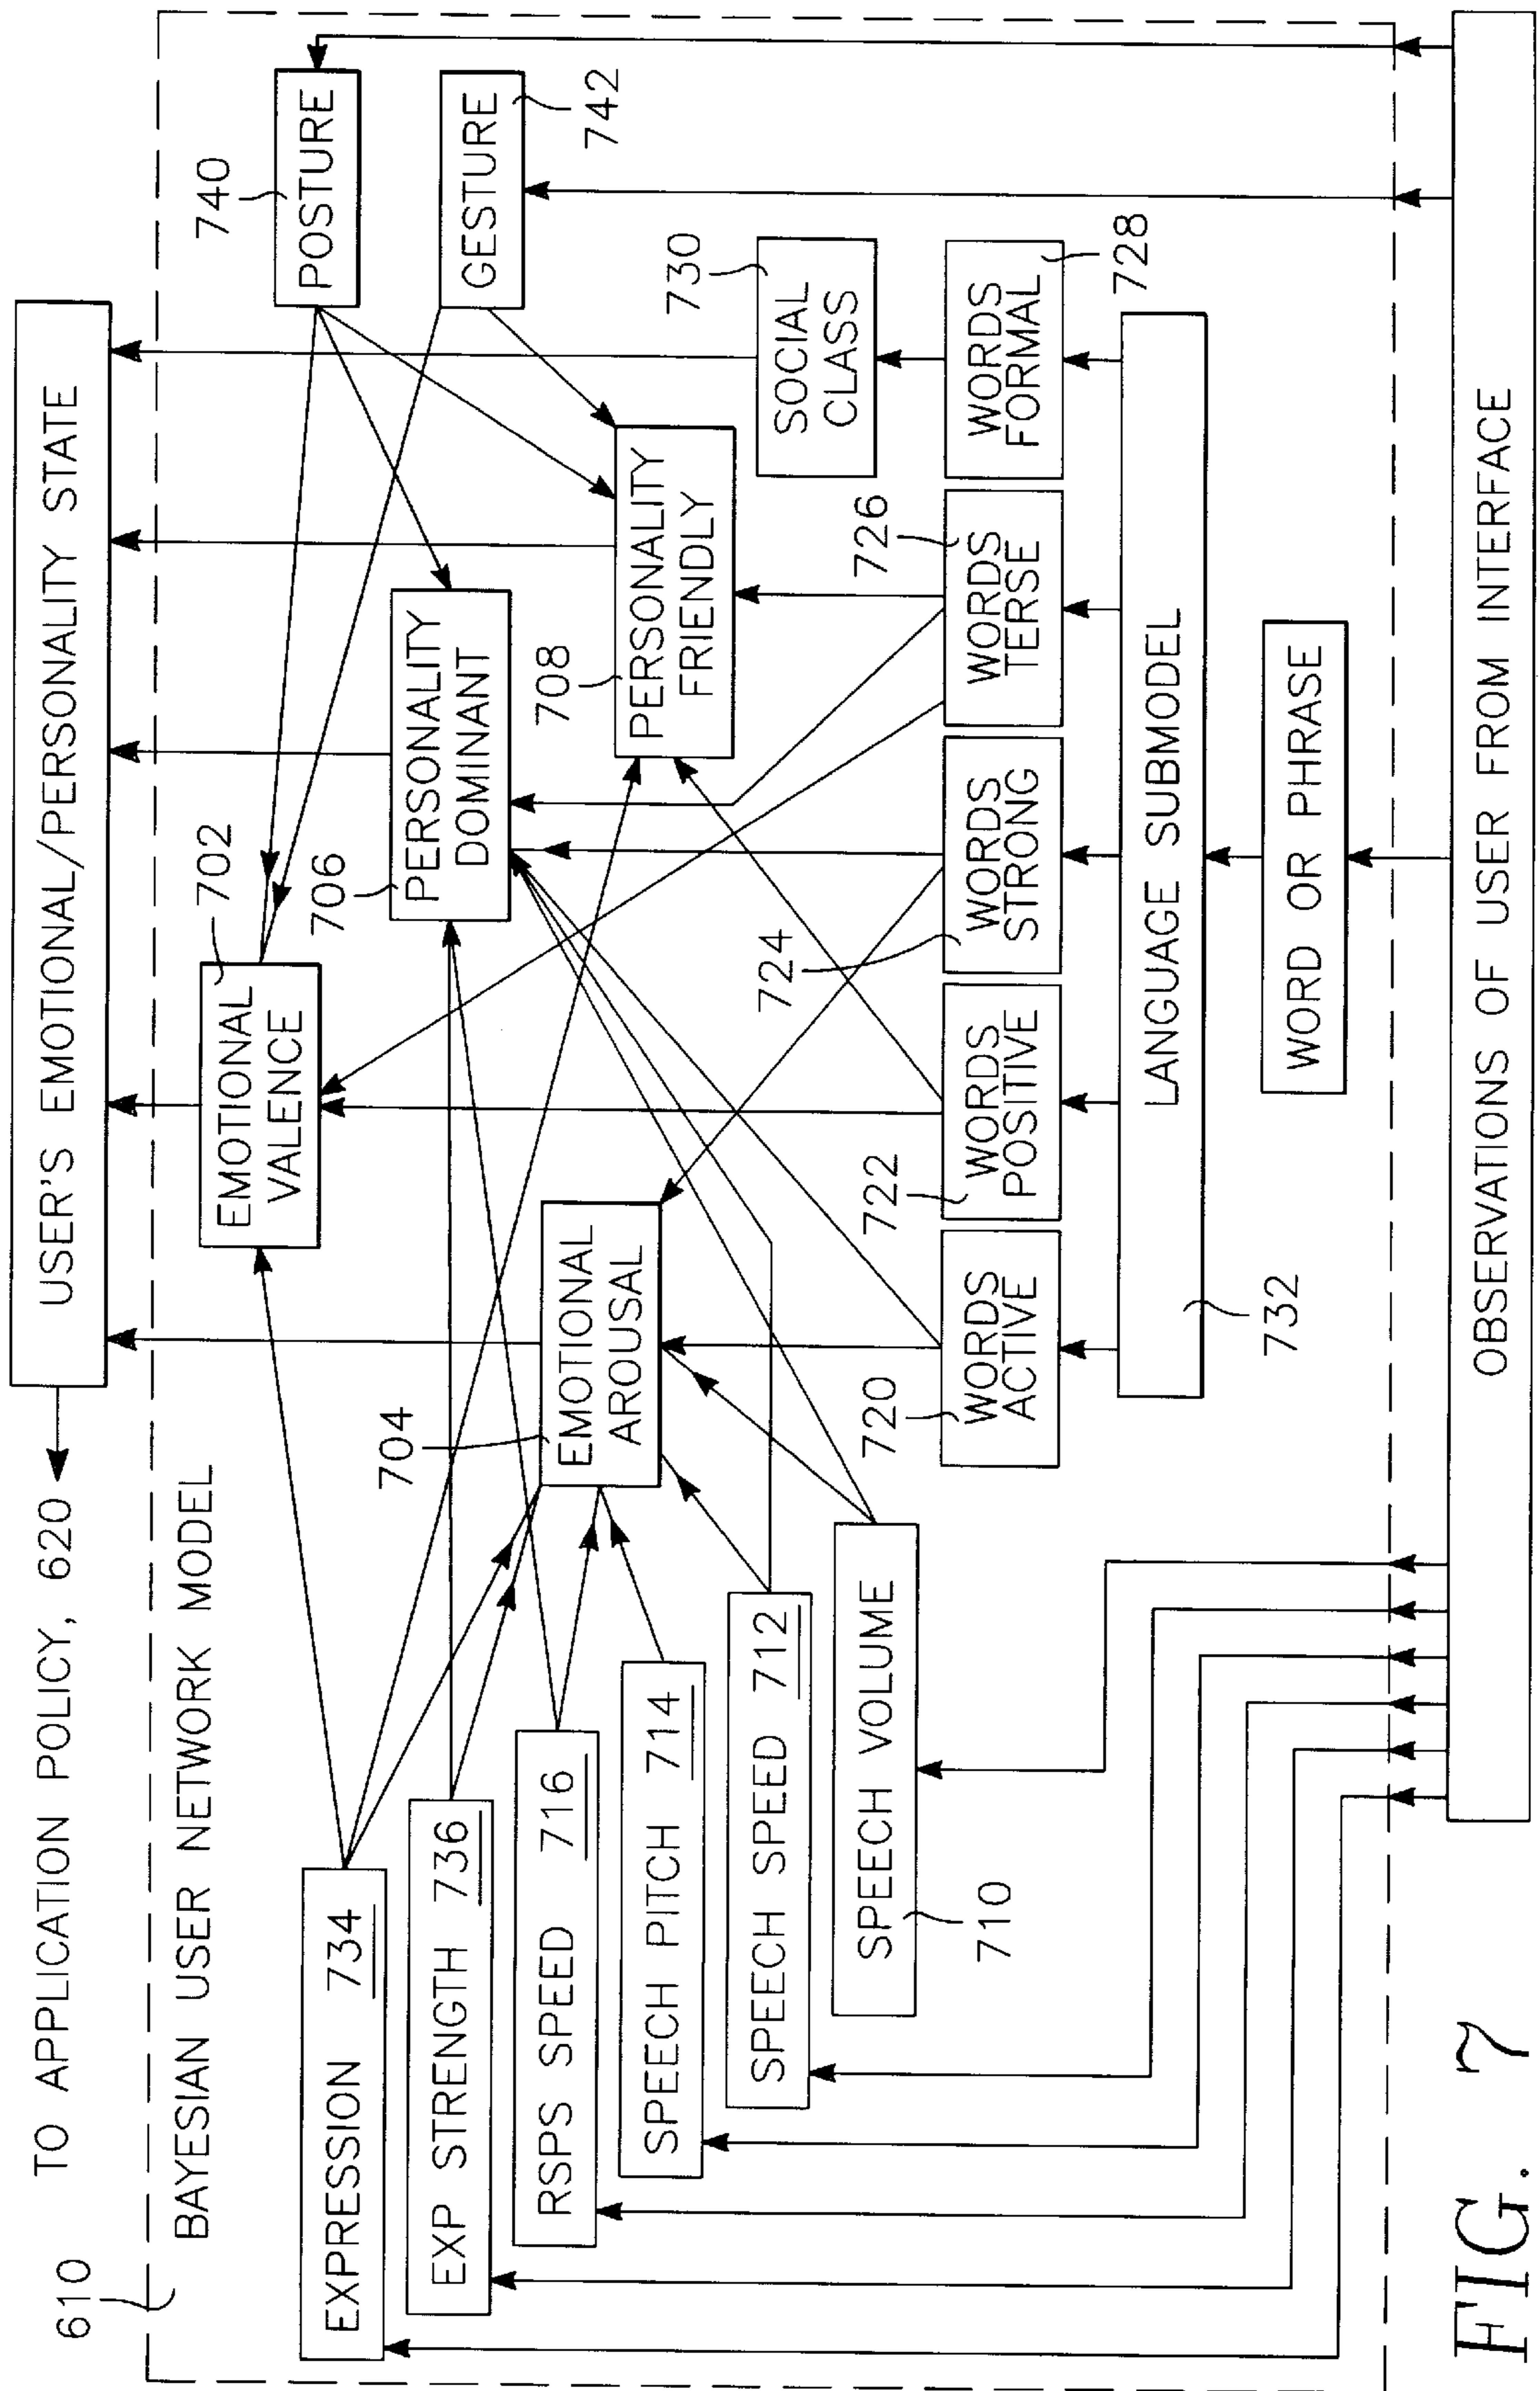 USER'S EMOTIONAL/PERSONALITY STATE
TO APPLICATION POLICY, 620
610
BAYESIAN USER NETWORK MODEL
EXPRESSION 734
EXP STRENGTH 736
RSPS SPEED 716
SPEECH PITCH 714
SPEECH SPEED 712
SPEECH VOLUME
710
702
EMOTIONAL
VALENCE
704
EMOTIONAL
AROUSAL
706
PERSONALITY
DOMINANT
708
PERSONALITY
FRIENDLY
740
POSTURE
GESTURE
742
730
SOCIAL
CLASS
720
WORDS
ACTIVE
722
WORDS
POSITIVE
724
WORDS
STRONG
726
WORDS
TERSE
WORDS
FORMAL
728
LANGUAGE SUBMODEL
732
WORD OR PHRASE
OBSERVATIONS OF USER FROM INTERFACE
FIG. 7